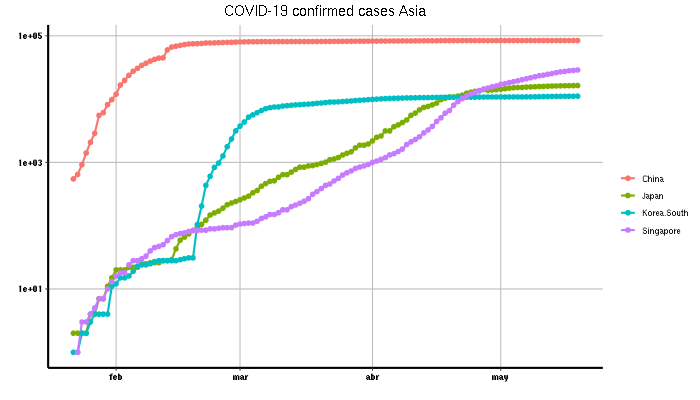 COVID-19 confirmed cases Asia
1e+05
1e+03
1e+01
feb mar abr may
China
Japan
Korea.South
Singapore